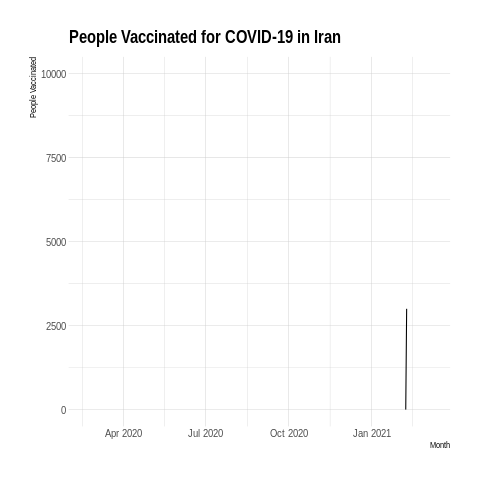 People Vaccinated for COVID-19 in Iran
People Vaccinated
10000
7500
5000
2500
0
Apr 2020 Jul 2020 Oct 2020 Jan 2021
Month